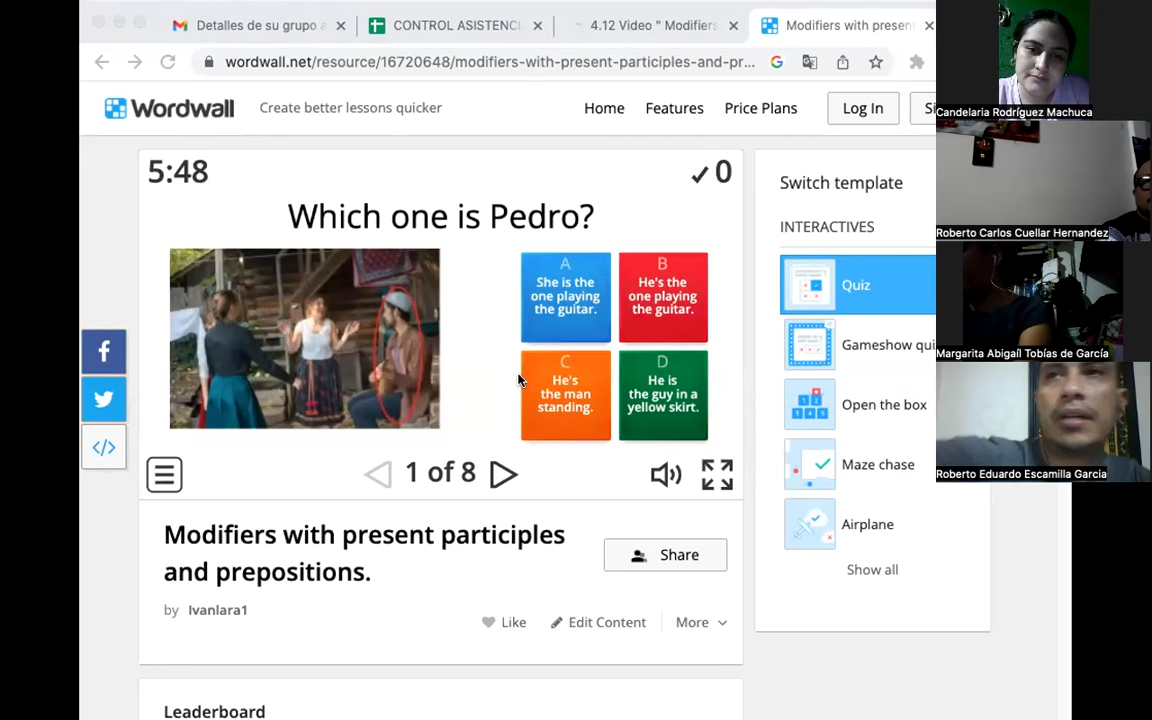 Detalles de su grupo a
CONTROL ASISTENCI
4.12 Video " Modifiers
Modifiers with present
wordwall.net/resource/16720648/modifiers-with-present-participles-and-pr...
Wordwall
Create better lessons quicker
Home
Features
Price Plans
Log In
Si
5:48
0
Which one is Pedro?
A
She is the
one playing
the guitar.
B
He's the
one playing
the guitar.
C
He's
the man
standing.
D
He is
the guy in a
yellow skirt.
1 of 8
Modifiers with present participles
and prepositions.
by Ivanlara1
Share
Like
Edit Content
More
Leaderboard
Switch template
INTERACTIVES
Quiz
Gameshow qui
Open the box
Maze chase
Airplane
Show all
Candelaria Rodríguez Machuca
Roberto Carlos Cuellar Hernandez
Margarita Abigaíl Tobías de García
Roberto Eduardo Escamilla Garcia